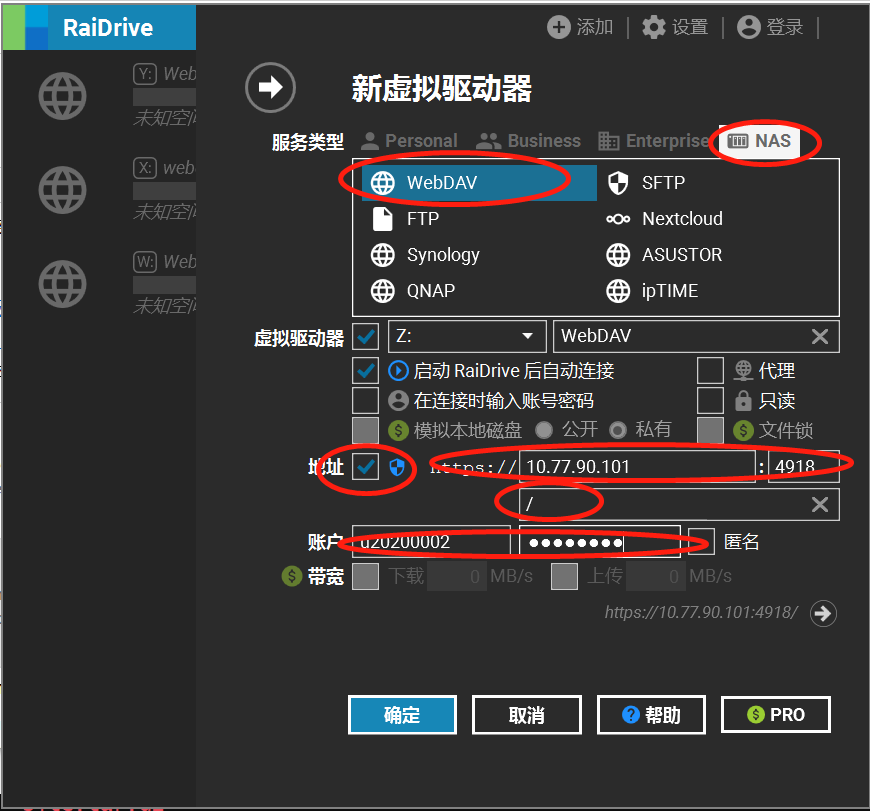 RaiDrive
添加 | 设置 | 登录 |
Y: Web
未知空间
X: web
未知空间
W: Web
未知空间
新虚拟驱动器
服务类型 Personal Business Enterprise NAS
WebDAV SFTP
FTP Nextcloud
Synology ASUSTOR
QNAP ipTIME
虚拟驱动器 Z: WebDAV
启动 RaiDrive 后自动连接 代理
在连接时输入账号密码 只读
模拟本地磁盘 公开 私有 文件锁
地址 https:// 10.77.90.101 : 4918
/
账户 u20200002 ●●●●●●●● 匿名
带宽 下载 0 MB/s 上传 0 MB/s
https://10.77.90.101:4918/
确定 取消 帮助 PRO